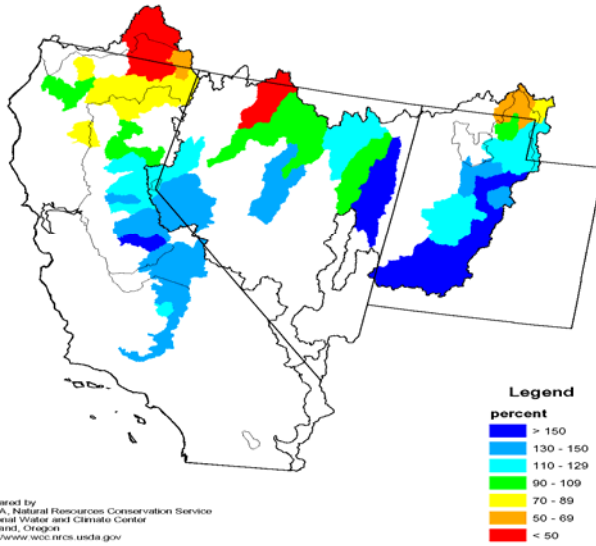 Legend
percent
> 150
130 - 150
110 - 129
90 - 109
70 - 89
50 - 69
< 50
ared by
A, Natural Resources Conservation Service
nal Water and Climate Center
and, Oregon
/www.wcc.nrcs.usda.gov